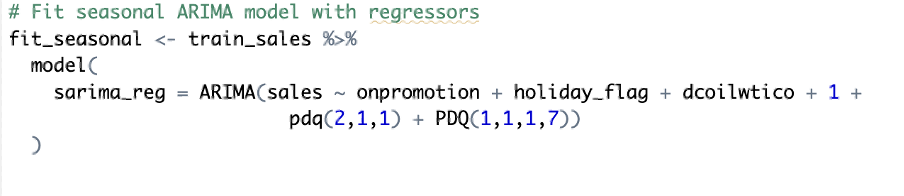 # Fit seasonal ARIMA model with regressors
fit_seasonal <- train_sales %>%
  model(
    sarima_reg = ARIMA(sales ~ onpromotion + holiday_flag + dcoilwtico + 1 +
                         pdq(2,1,1) + PDQ(1,1,1,7))
  )